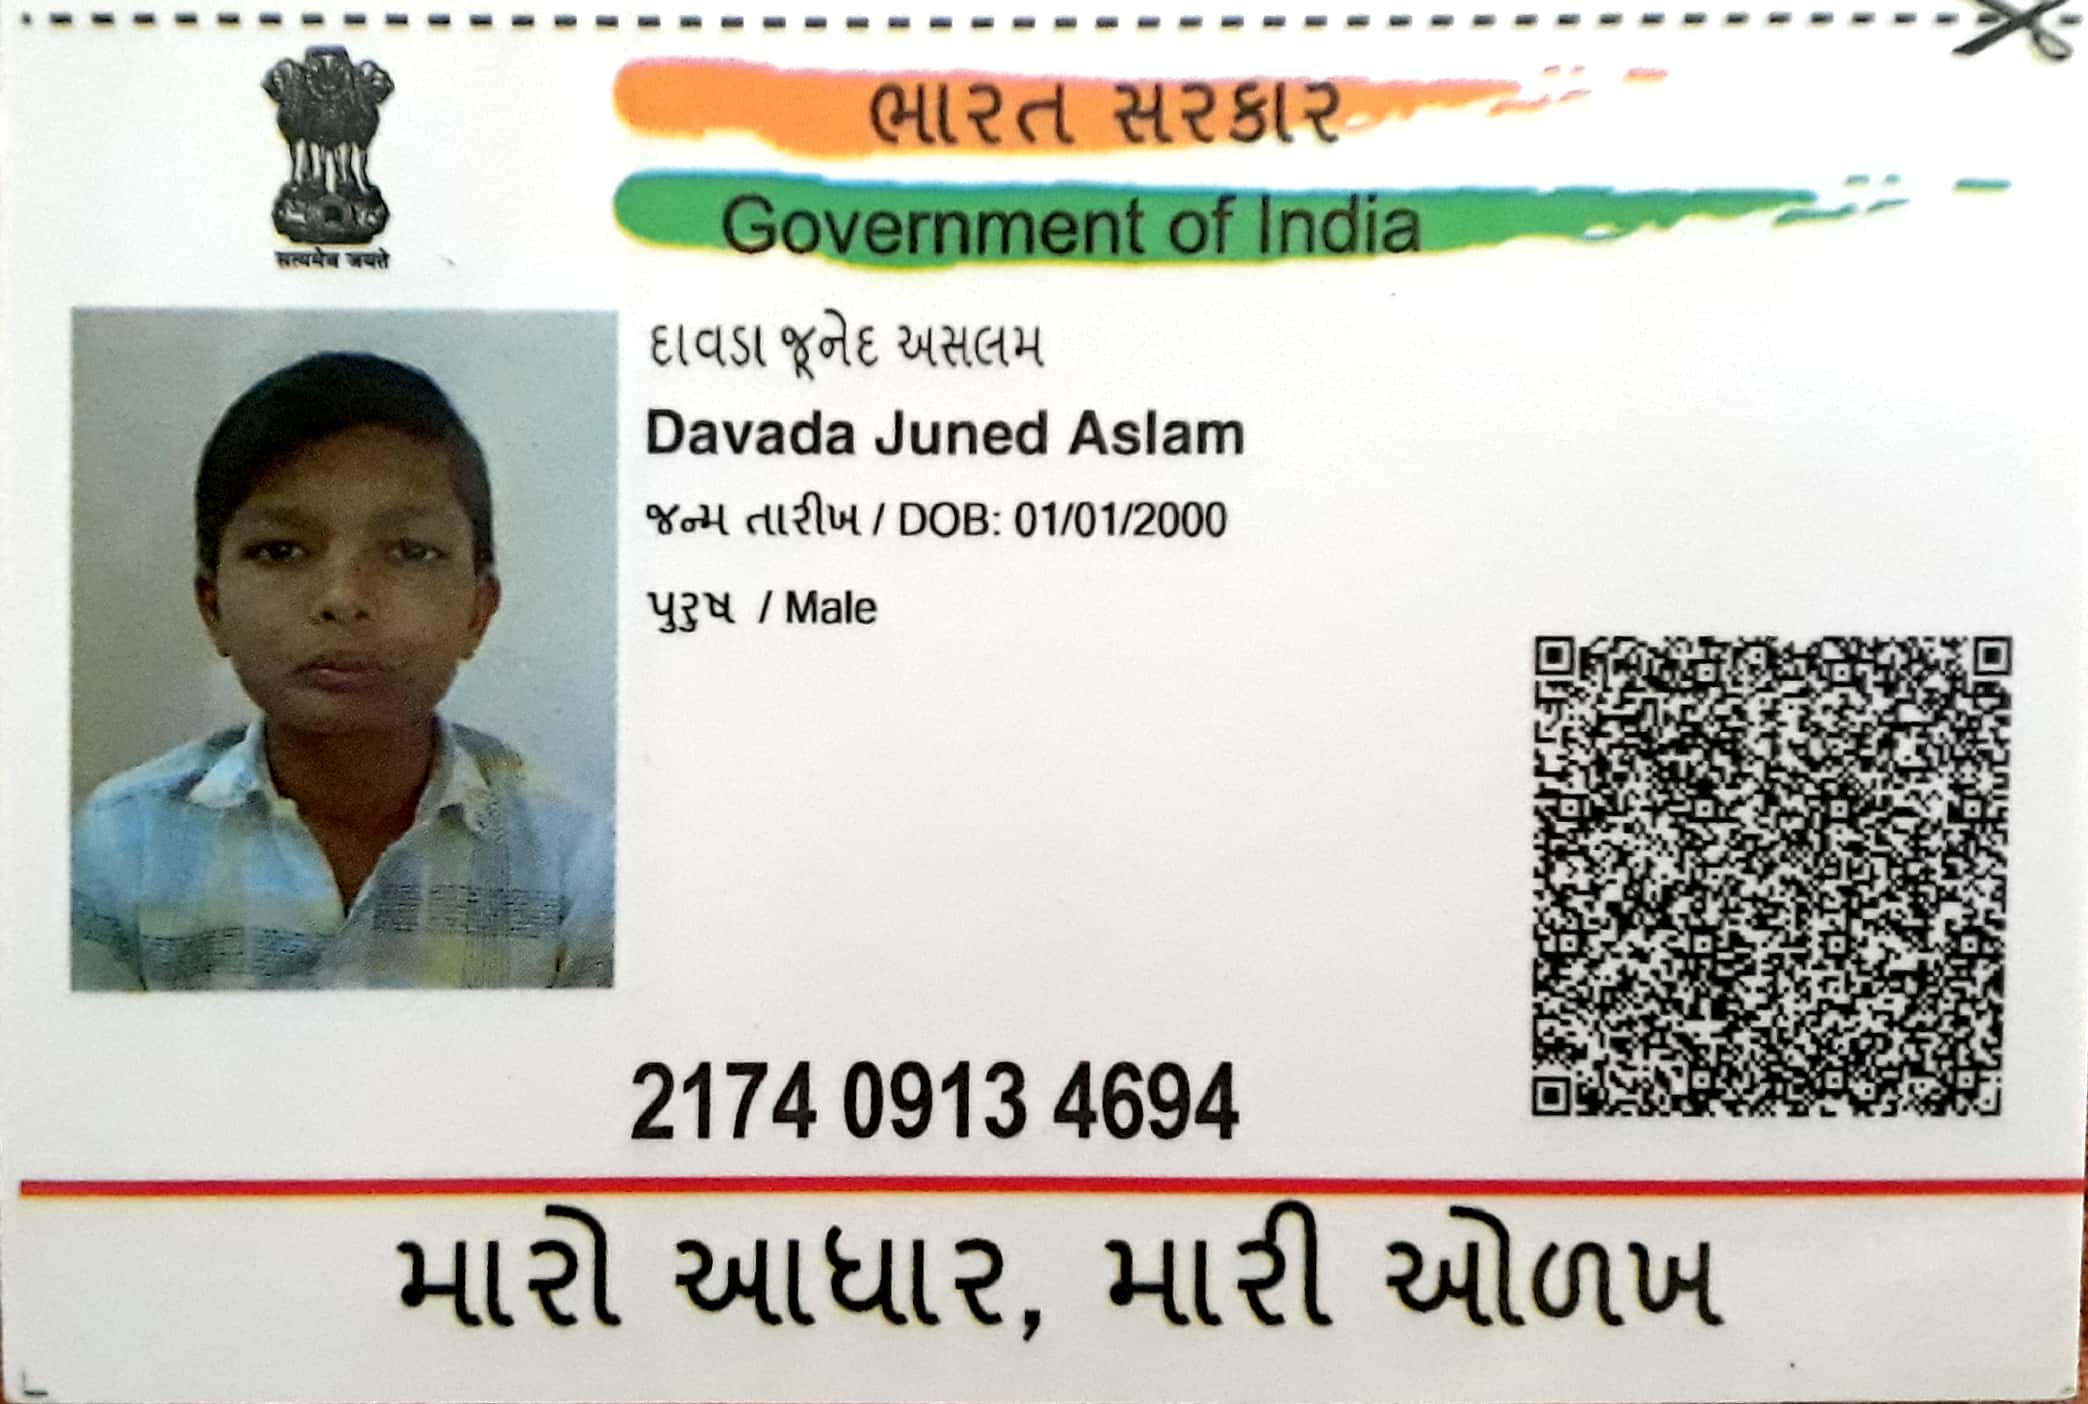 सत्यमेव जयते
ભારત સરકાર
Government of India
દાવડા જૂનેદ અસલમ
Davada Juned Aslam
જન્મ તારીખ / DOB: 01/01/2000
પુરુષ / Male
2174 0913 4694
મારો આધાર, મારી ઓળખ